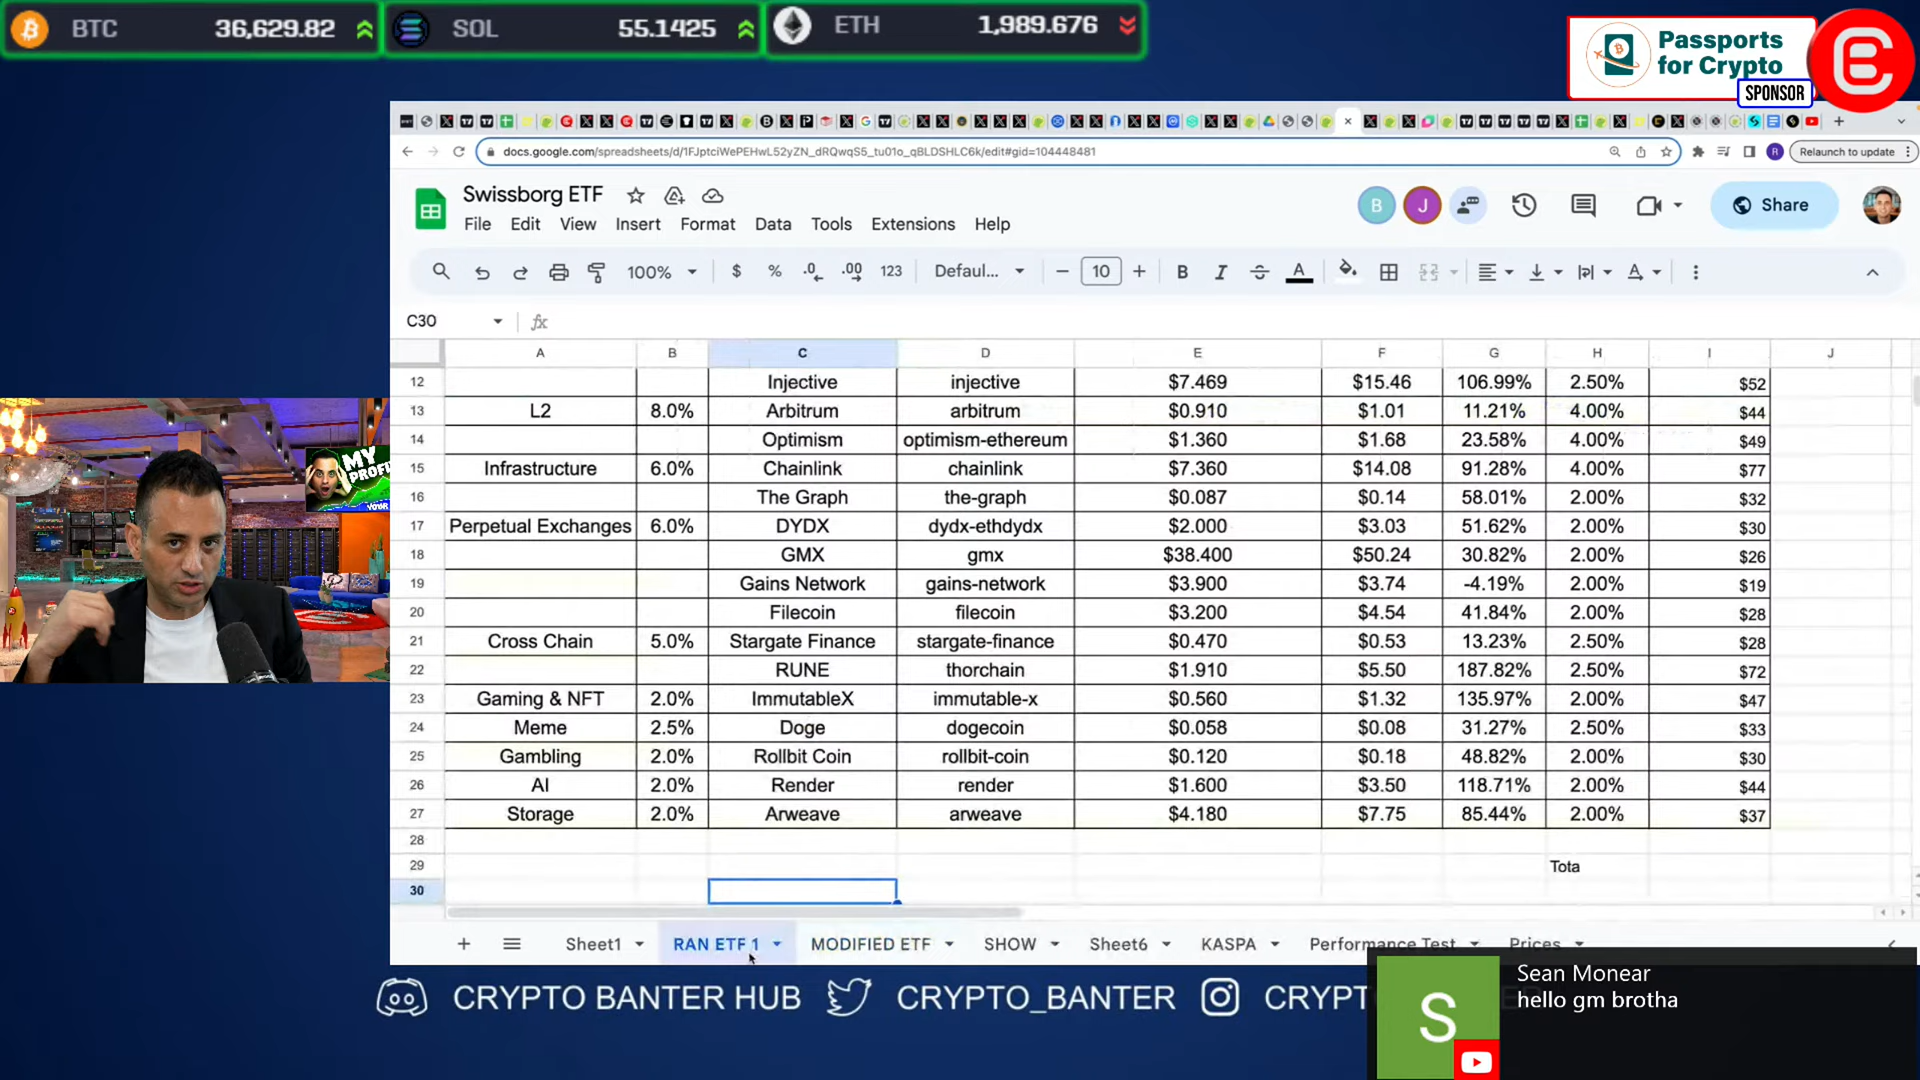 BTC 36,629.82 SOL 55.1425 ETH 1,989.676
Passports
for Crypto
SPONSOR
docs.google.com/spreadsheets/d/1FJptciWePEHwL52yZN_dRQwqS5_tu01o_qBLDSHLC6k/edit#gid=104448481
R Relaunch to update
Swissborg ETF
B J Share
File Edit View Insert Format Data Tools Extensions Help
100% $ % .0 .00 123 Defaul... 10 B I A
C30 fx
A B C D E F G H I J
12 Injective injective $7.469 $15.46 106.99% 2.50% $52
13 L2 8.0% Arbitrum arbitrum $0.910 $1.01 11.21% 4.00% $44
14 Optimism optimism-ethereum $1.360 $1.68 23.58% 4.00% $49
15 Infrastructure 6.0% Chainlink chainlink $7.360 $14.08 91.28% 4.00% $77
16 The Graph the-graph $0.087 $0.14 58.01% 2.00% $32
17 Perpetual Exchanges 6.0% DYDX dydx-ethdydx $2.000 $3.03 51.62% 2.00% $30
18 GMX gmx $38.400 $50.24 30.82% 2.00% $26
19 Gains Network gains-network $3.900 $3.74 -4.19% 2.00% $19
20 Filecoin filecoin $3.200 $4.54 41.84% 2.00% $28
21 Cross Chain 5.0% Stargate Finance stargate-finance $0.470 $0.53 13.23% 2.50% $28
22 RUNE thorchain $1.910 $5.50 187.82% 2.50% $72
23 Gaming & NFT 2.0% ImmutableX immutable-x $0.560 $1.32 135.97% 2.00% $47
24 Meme 2.5% Doge dogecoin $0.058 $0.08 31.27% 2.50% $33
25 Gambling 2.0% Rollbit Coin rollbit-coin $0.120 $0.18 48.82% 2.00% $30
26 AI 2.0% Render render $1.600 $3.50 118.71% 2.00% $44
27 Storage 2.0% Arweave arweave $4.180 $7.75 85.44% 2.00% $37
28
29 Tota
30
Sheet1 RAN ETF 1 MODIFIED ETF SHOW Sheet6 KASPA Performance Test Prices
MY
PROFI
YOUR
CRYPTO BANTER HUB CRYPTO_BANTER CRYPT
S
Sean Monear
hello gm brotha